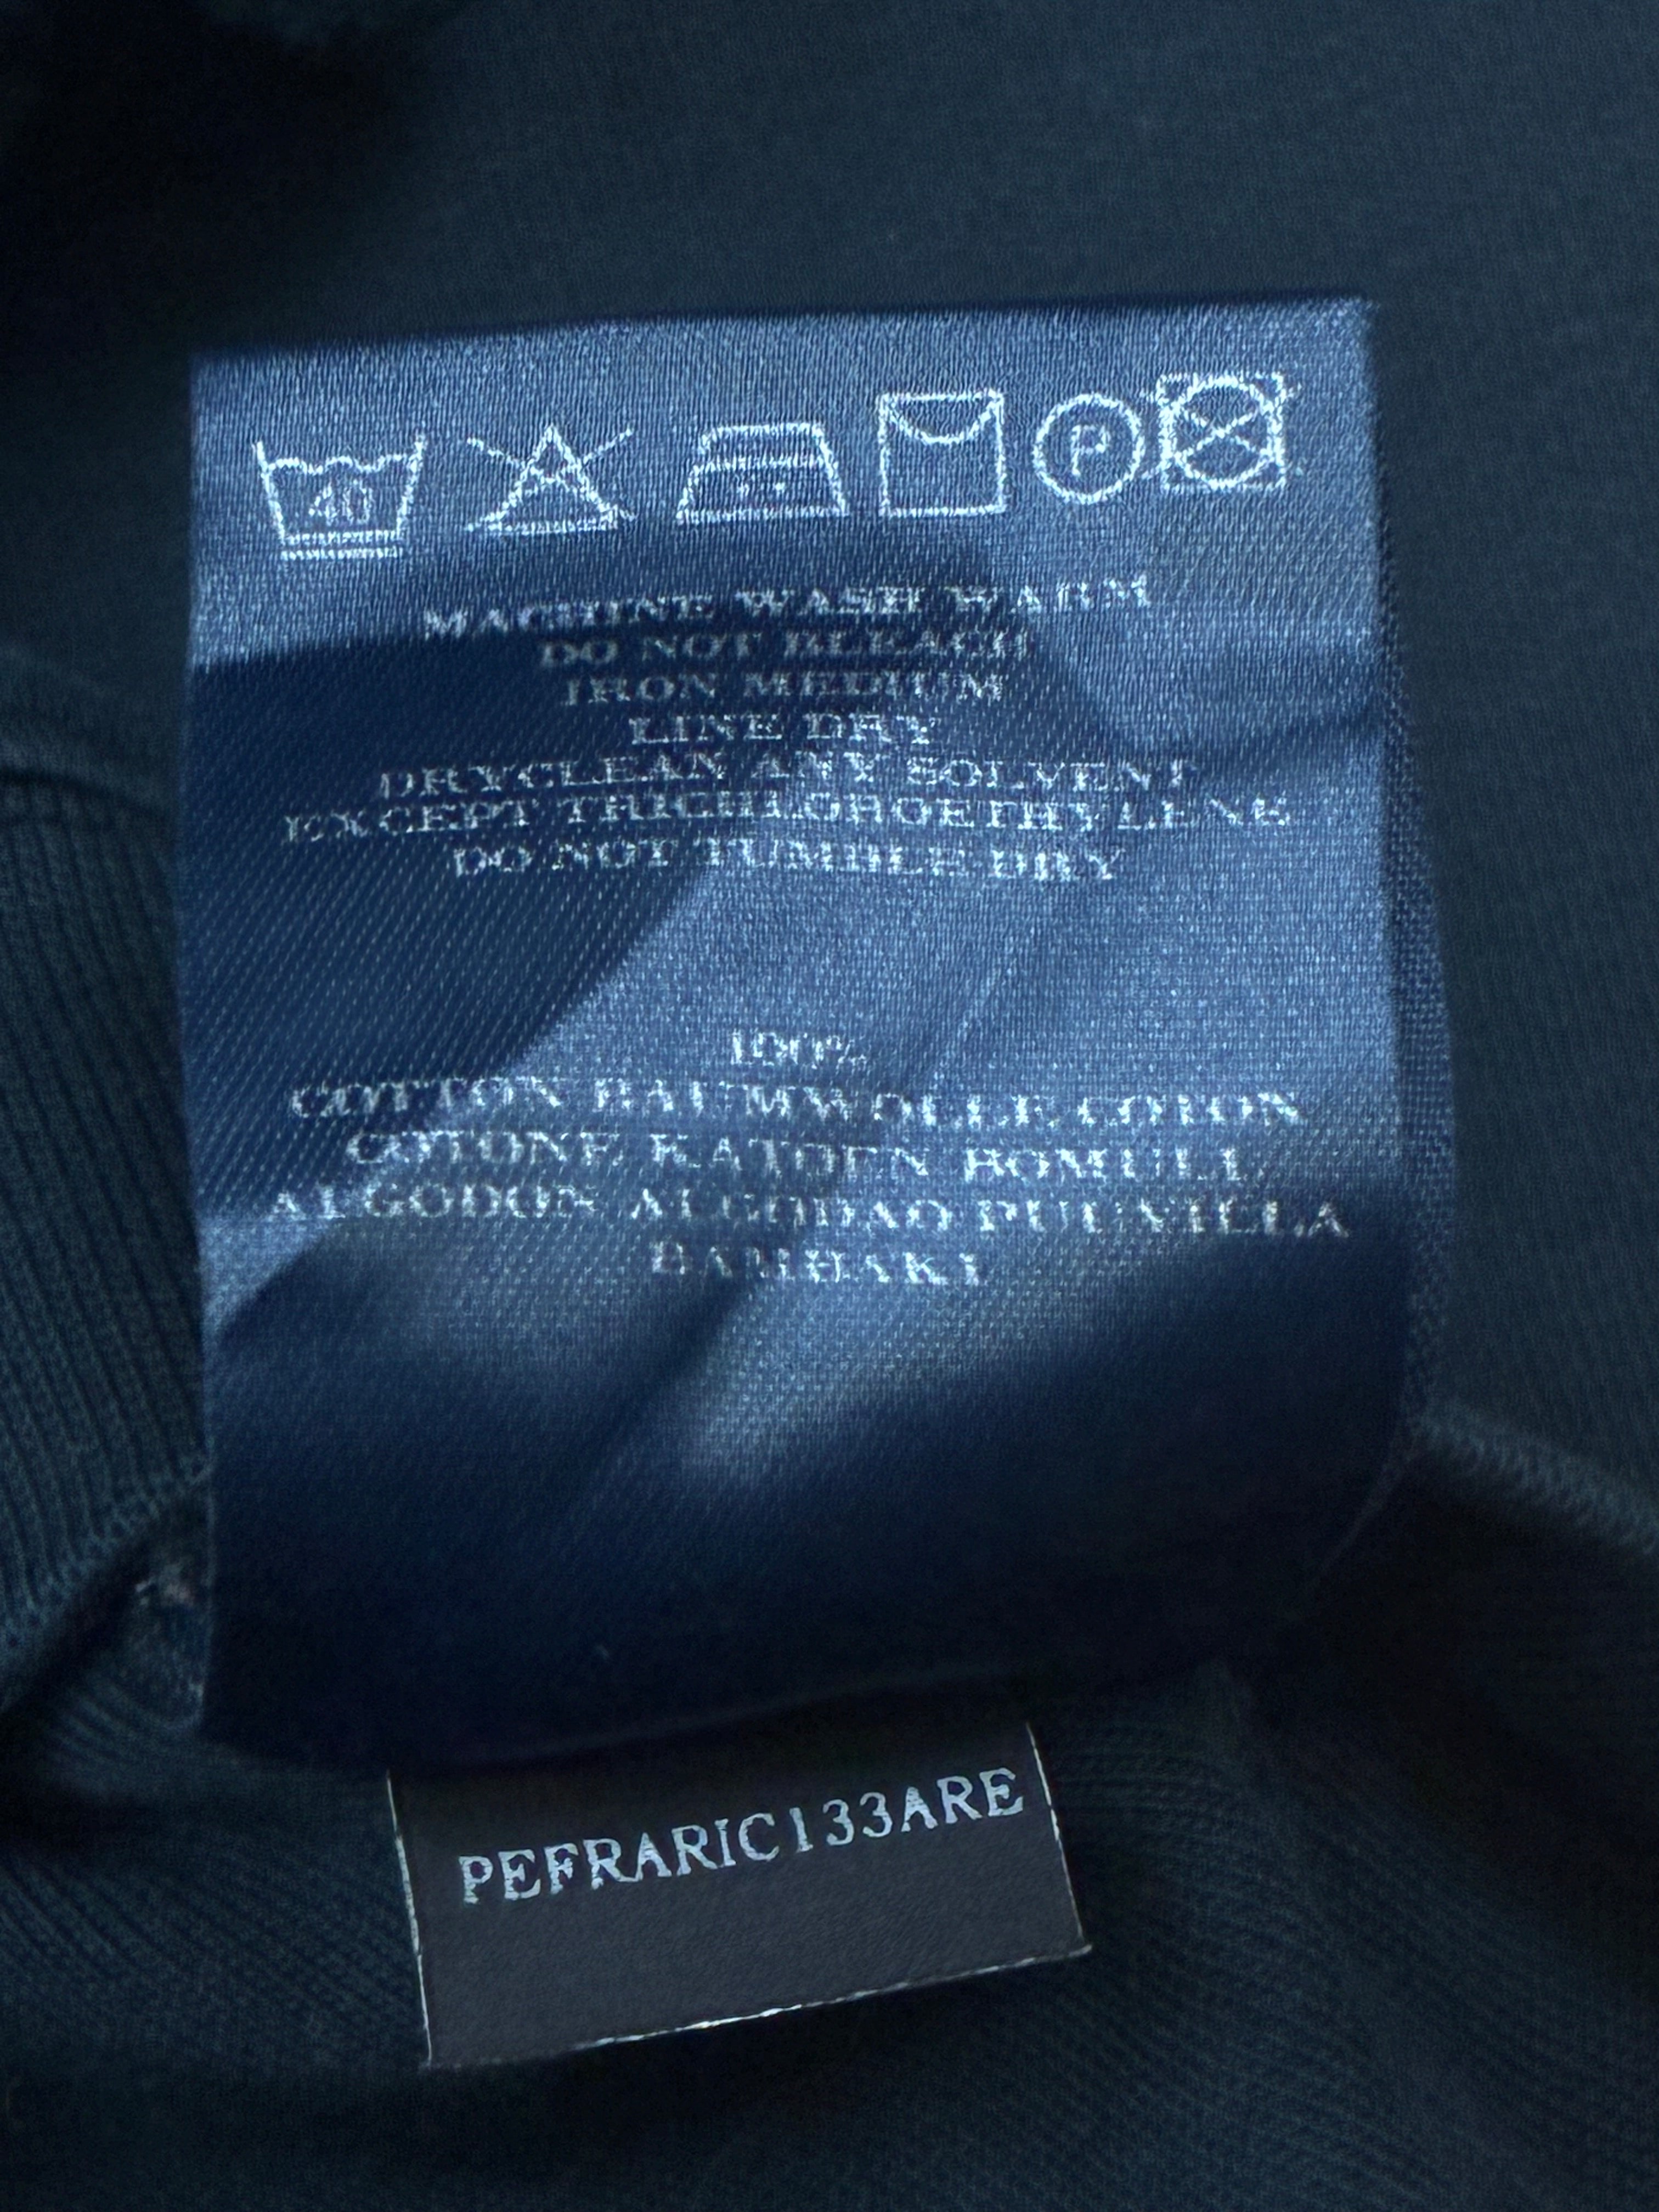 40
P
MACHINE WASH WARM
DO NOT BLEACH
IRON MEDIUM
LINE DRY
DRYCLEAN ANY SOLVENT
EXCEPT TRICHLOROETHYLENE
DO NOT TUMBLE DRY
100%
COTTON BAUMWOLLE COTON
COTONE KATOEN BOMULL
ALGODON ALGODAO PUUVILLA
BAMBAKI
PEFRARIC133ARE